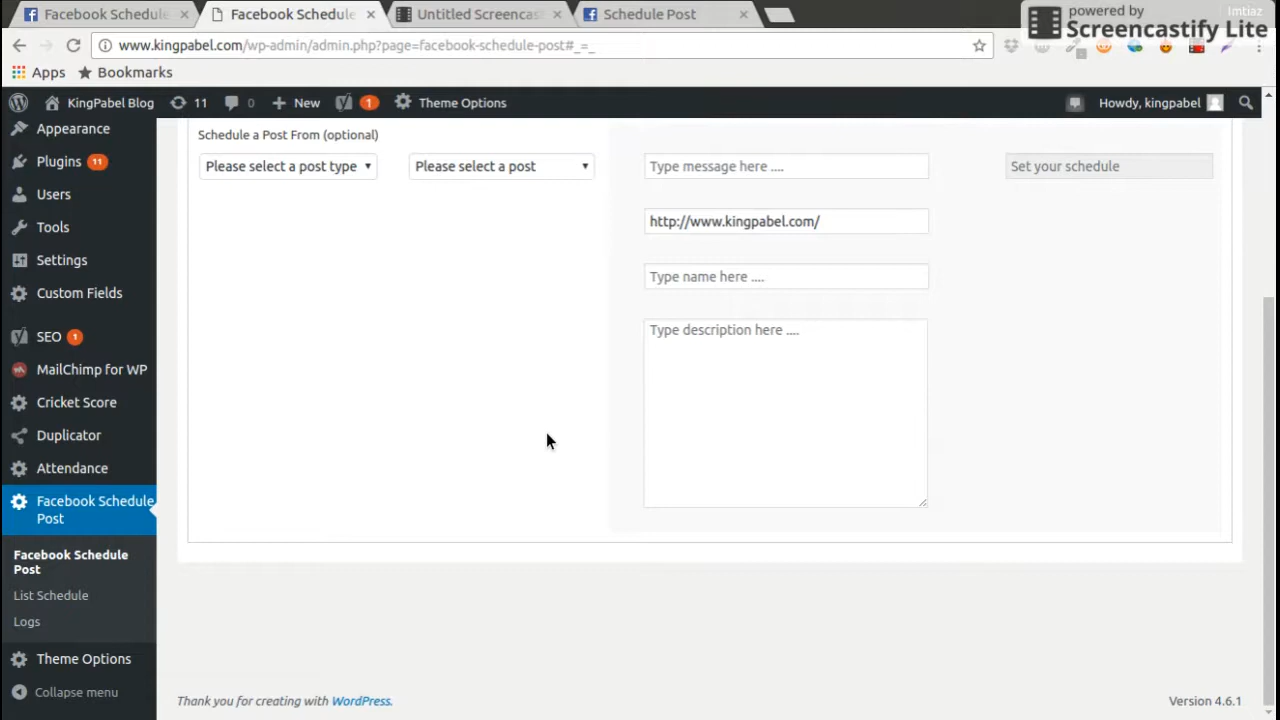 Facebook Schedule
Facebook Schedule
Untitled Screencas
Schedule Post
Imtiaz
powered by
Screencastify Lite
www.kingpabel.com/wp-admin/admin.php?page=facebook-schedule-post#_=_
Apps
Bookmarks
KingPabel Blog
11
0
New
1
Theme Options
Howdy, kingpabel
Appearance
Plugins 11
Users
Tools
Settings
Custom Fields
SEO 1
MailChimp for WP
Cricket Score
Duplicator
Attendance
Facebook Schedule
Post
Facebook Schedule
Post
List Schedule
Logs
Theme Options
Collapse menu
Schedule a Post From (optional)
Please select a post type
Please select a post
Type message here ....
Set your schedule
http://www.kingpabel.com/
Type name here ....
Type description here ....
Thank you for creating with WordPress.
Version 4.6.1